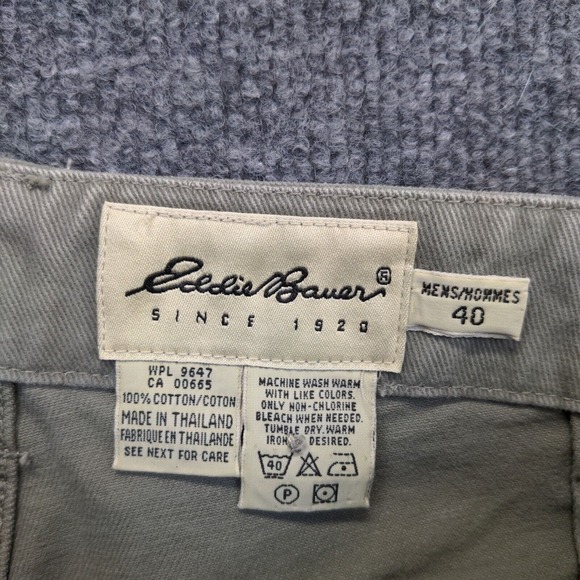 Eddie Bauer®
SINCE 1920
MENS/HOMMES
40
WPL 9647
CA 00665
100% COTTON/COTON
MADE IN THAILAND
FABRIQUE EN THAILANDE
SEE NEXT FOR CARE
MACHINE WASH WARM
WITH LIKE COLORS.
ONLY NON-CHLORINE
BLEACH WHEN NEEDED.
TUMBLE DRY. WARM
IRON DESIRED.
40
P